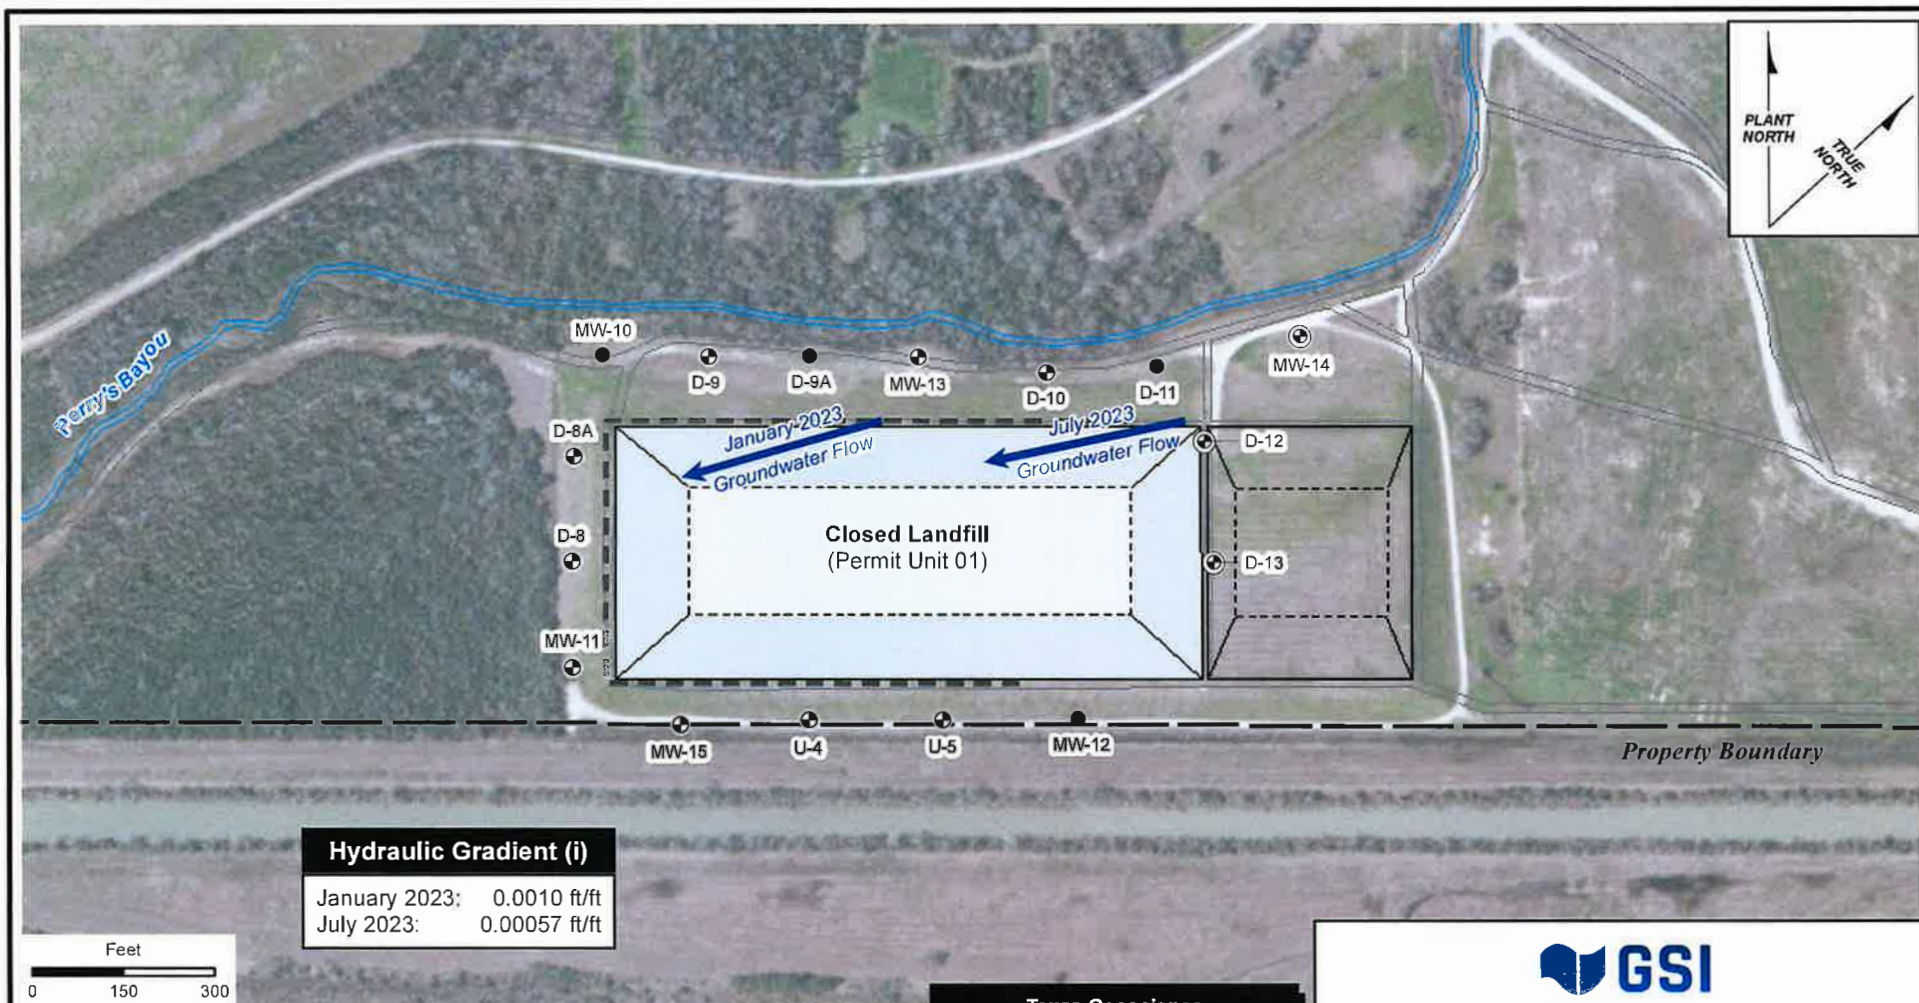 PLANT
NORTH
TRUE
NORTH
Perry's Bayou
MW-10
D-9
D-9A
MW-13
D-10
D-11
MW-14
D-8A
January 2023
Groundwater Flow
July 2023
Groundwater Flow
D-12
D-8
Closed Landfill
(Permit Unit 01)
D-13
MW-11
MW-15
U-4
U-5
MW-12
Property Boundary
Hydraulic Gradient (i)
January 2023: 0.0010 ft/ft
July 2023: 0.00057 ft/ft
Feet
0 150 300
GSI